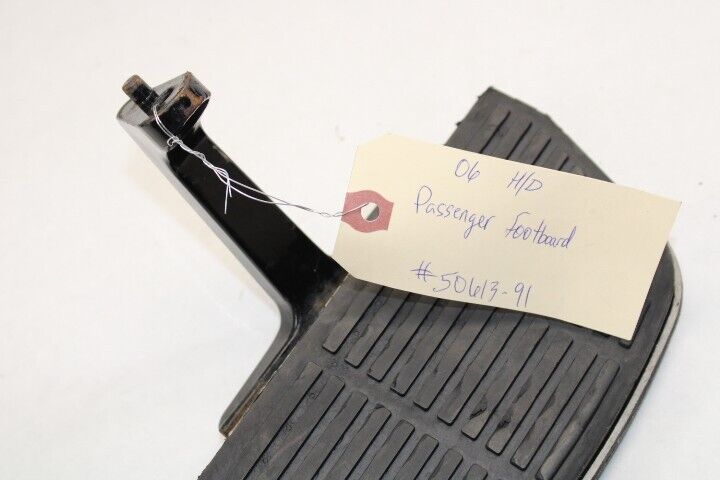 06 H/D
Passenger Footboard
#50613-91